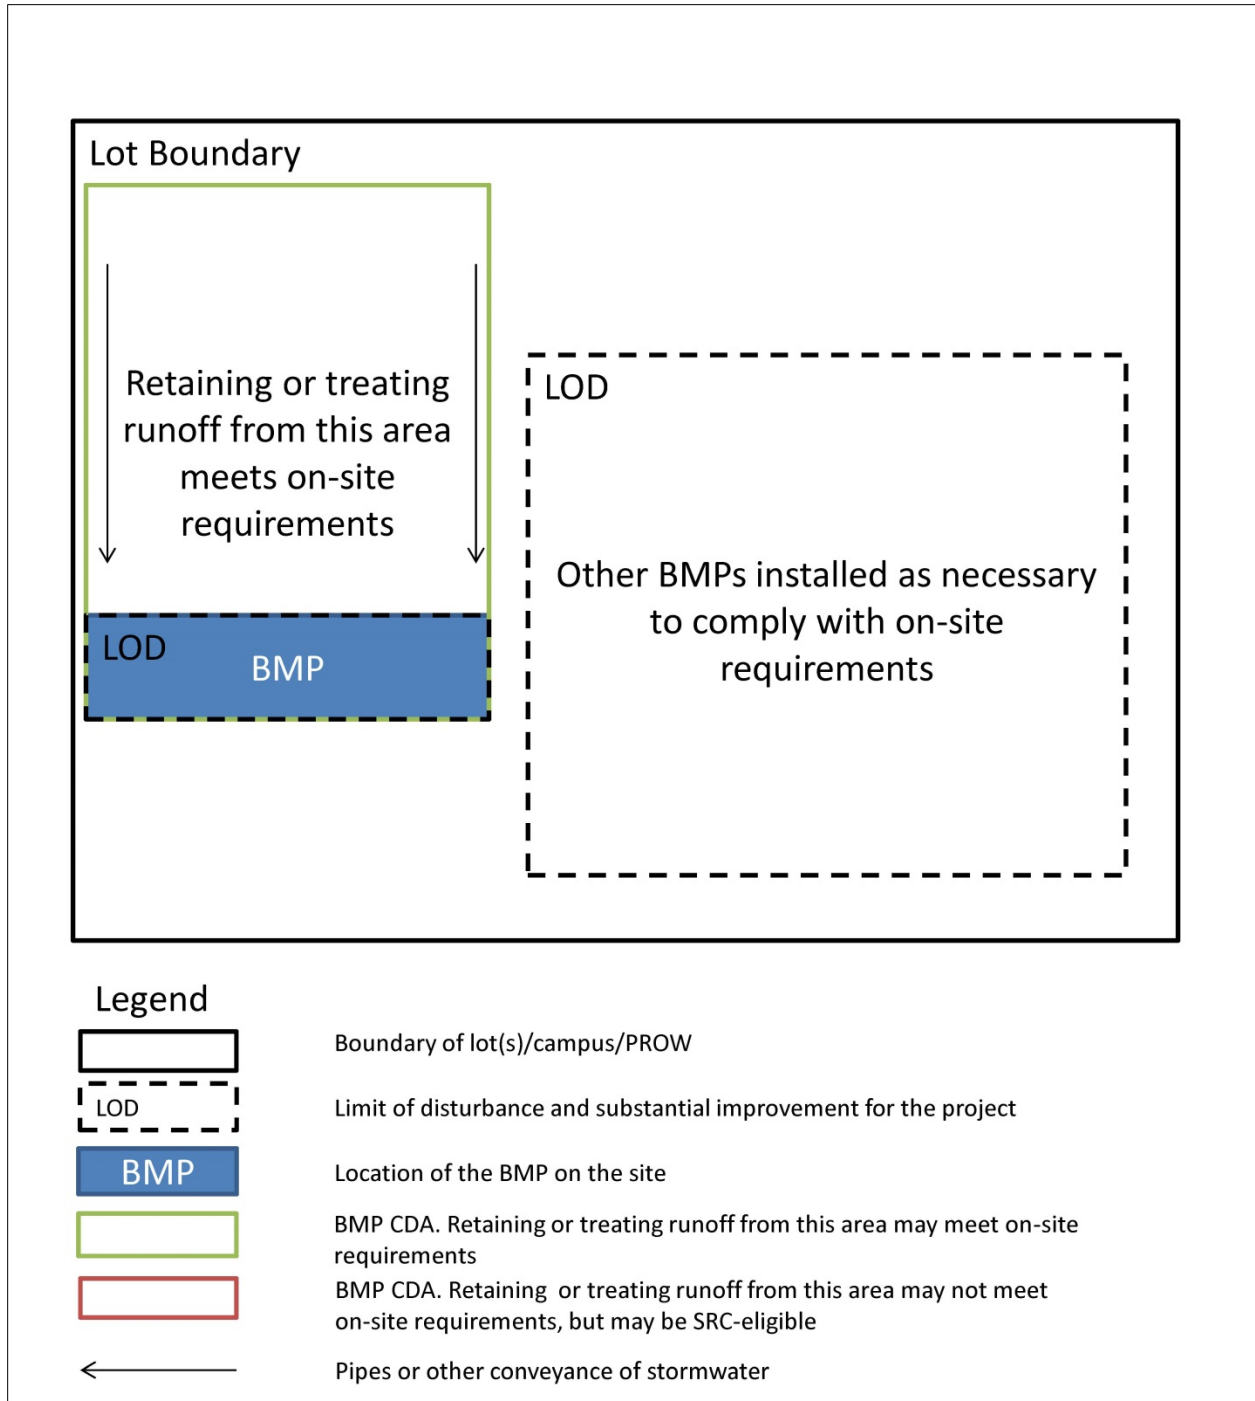 Lot Boundary
Retaining or treating
runoff from this area
meets on-site
requirements
LOD
BMP
LOD
Other BMPs installed as necessary
to comply with on-site
requirements
Legend
Boundary of lot(s)/campus/PROW
LOD
Limit of disturbance and substantial improvement for the project
BMP
Location of the BMP on the site
BMP CDA. Retaining or treating runoff from this area may meet on-site
requirements
BMP CDA. Retaining or treating runoff from this area may not meet
on-site requirements, but may be SRC-eligible
Pipes or other conveyance of stormwater